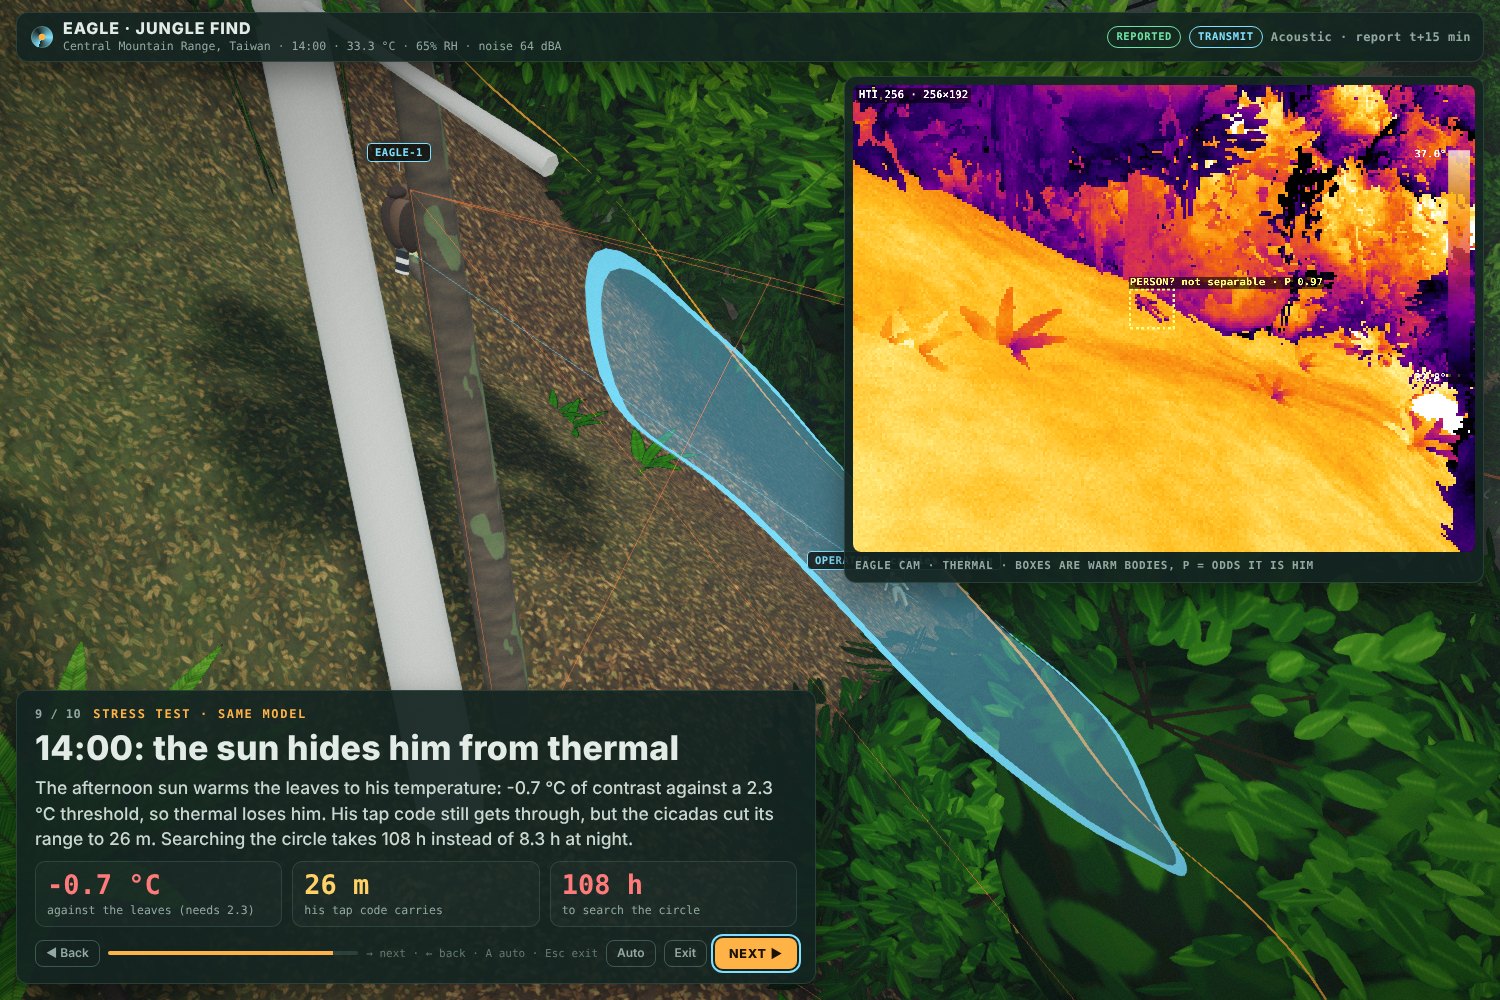 EAGLE · JUNGLE FIND
Central Mountain Range, Taiwan · 14:00 · 33.3 °C · 65% RH · noise 64 dBA
REPORTED
TRANSMIT
Acoustic · report t+15 min
EAGLE-1
HTI 256 · 256×192
37.0°
PERSON? not separable · P 0.97
EAGLE CAM · THERMAL · BOXES ARE WARM BODIES, P = ODDS IT IS HIM
9 / 10 STRESS TEST · SAME MODEL
14:00: the sun hides him from thermal
The afternoon sun warms the leaves to his temperature: -0.7 °C of contrast against a 2.3
°C threshold, so thermal loses him. His tap code still gets through, but the cicadas cut its
range to 26 m. Searching the circle takes 108 h instead of 8.3 h at night.
-0.7 °C
against the leaves (needs 2.3)
26 m
his tap code carries
108 h
to search the circle
◀ Back
→ next · ← back · A auto · Esc exit
Auto
Exit
NEXT ▶